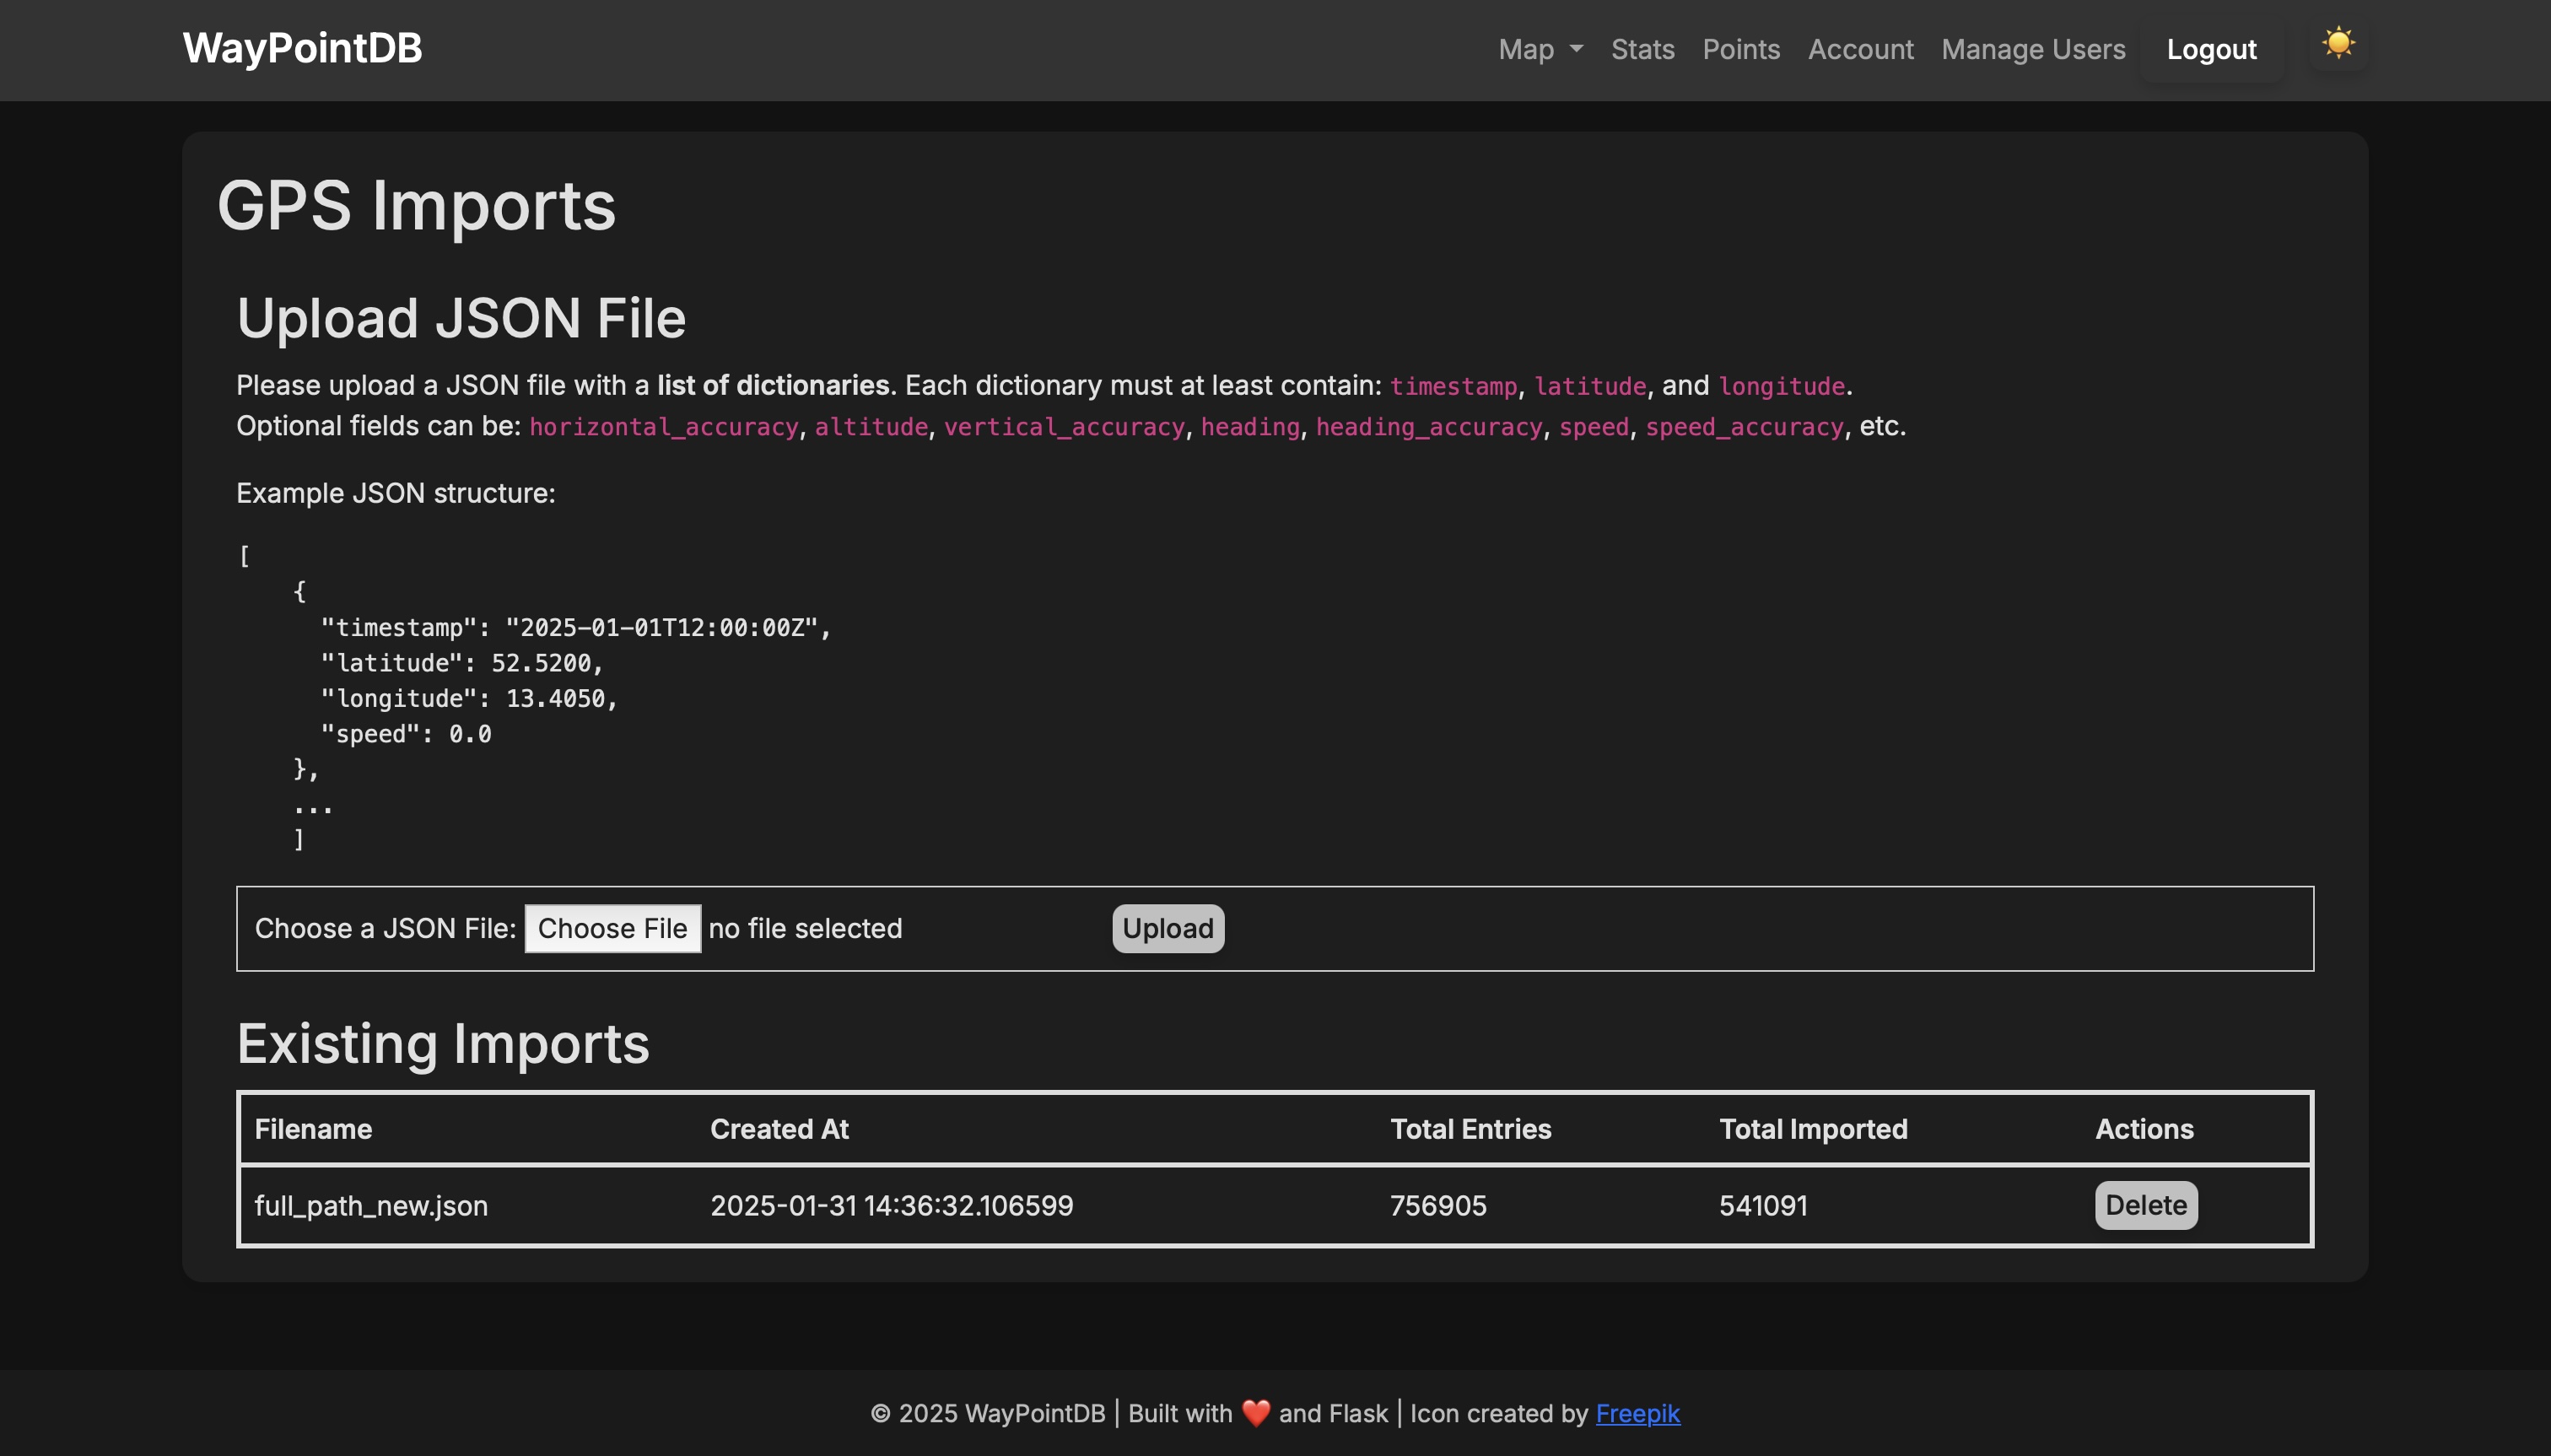 WayPointDB
Map Stats Points Account Manage Users Logout
GPS Imports
Upload JSON File
Please upload a JSON file with a list of dictionaries. Each dictionary must at least contain: timestamp, latitude, and longitude.
Optional fields can be: horizontal_accuracy, altitude, vertical_accuracy, heading, heading_accuracy, speed, speed_accuracy, etc.
Example JSON structure:
[
{
"timestamp": "2025-01-01T12:00:00Z",
"latitude": 52.5200,
"longitude": 13.4050,
"speed": 0.0
},
...
]
Choose a JSON File: Choose File no file selected Upload
Existing Imports
Filename Created At Total Entries Total Imported Actions
full_path_new.json 2025-01-31 14:36:32.106599 756905 541091 Delete
© 2025 WayPointDB | Built with ❤️ and Flask | Icon created by Freepik